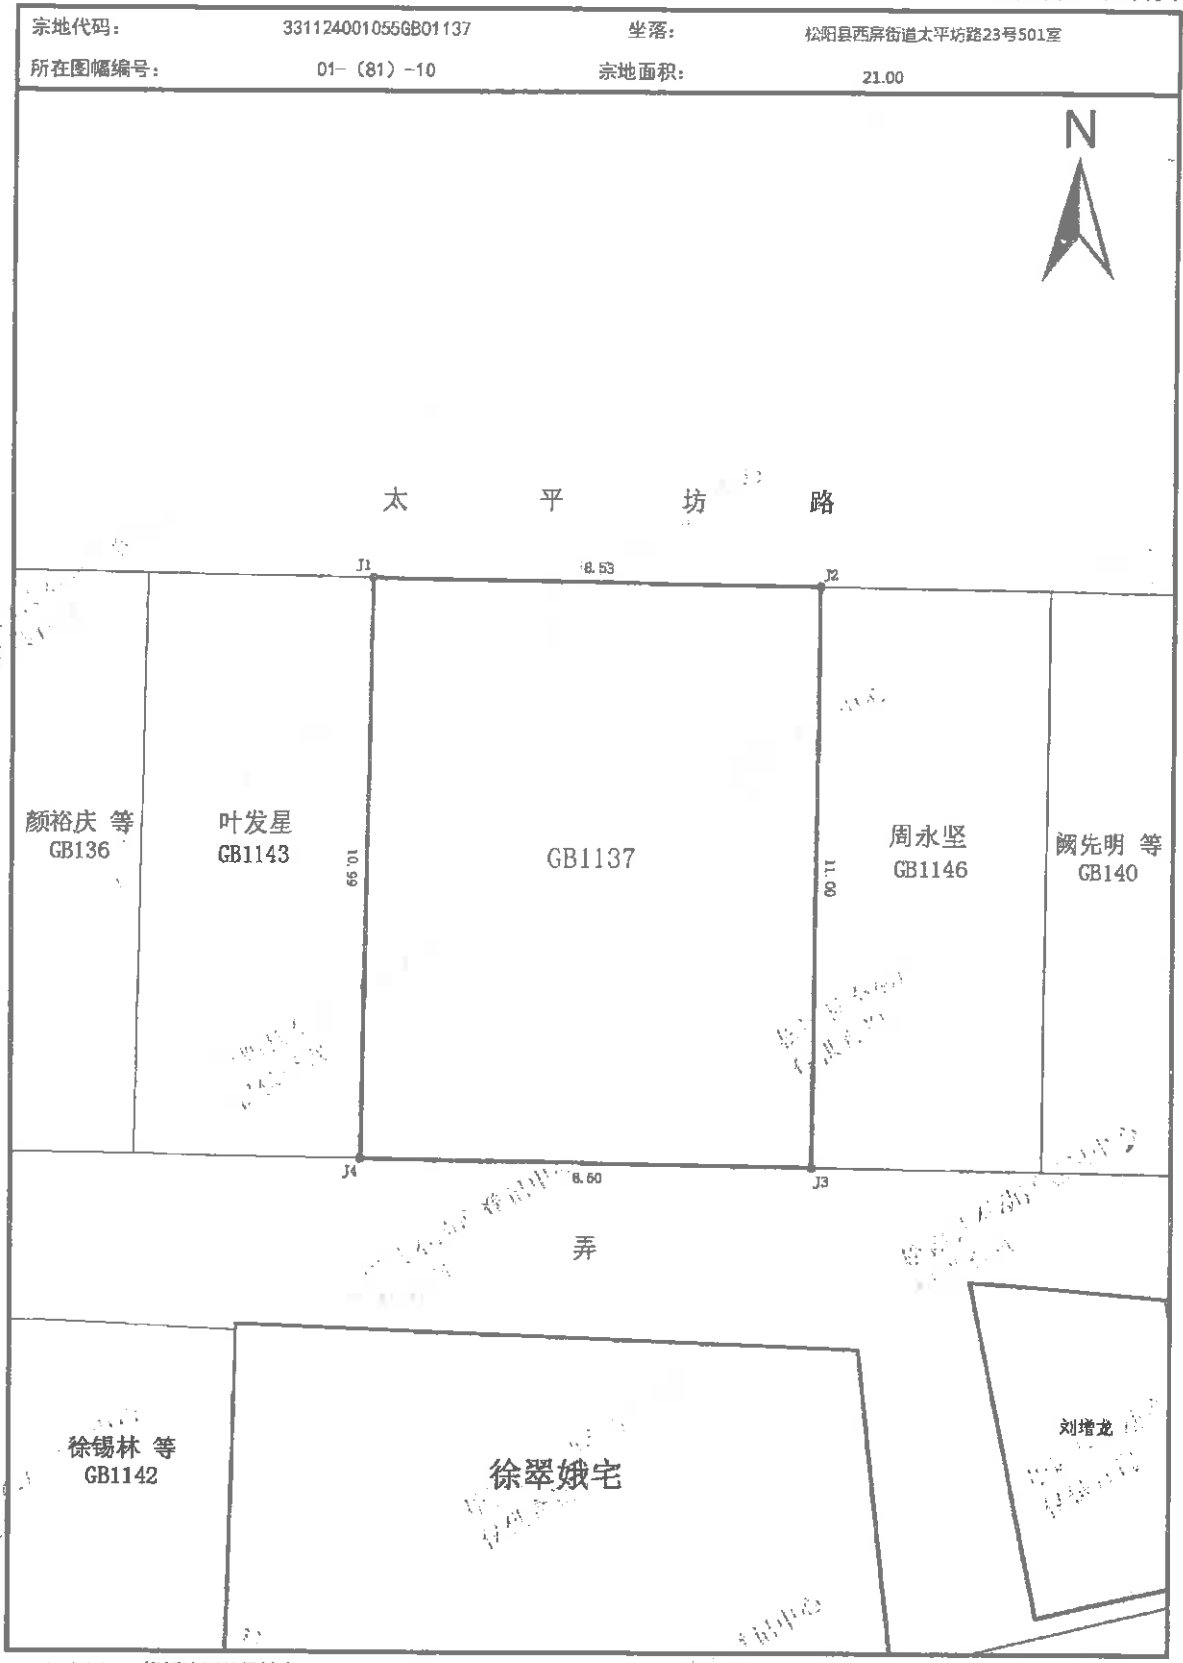 宗地代码： 331124001055GB01137 坐落： 松阳县西屏街道太平坊路23号501室
所在图幅编号： 01-（81）-10 宗地面积： 21.00
N
太 平 坊 路
J1 8.53 J2
颜裕庆 等
GB136
叶发星
GB1143
10.99
GB1137
11.00
周永坚
GB1146
阙先明 等
GB140
J4 8.60 J3
弄
徐锡林 等
GB1142
徐翠娥宅
刘增龙